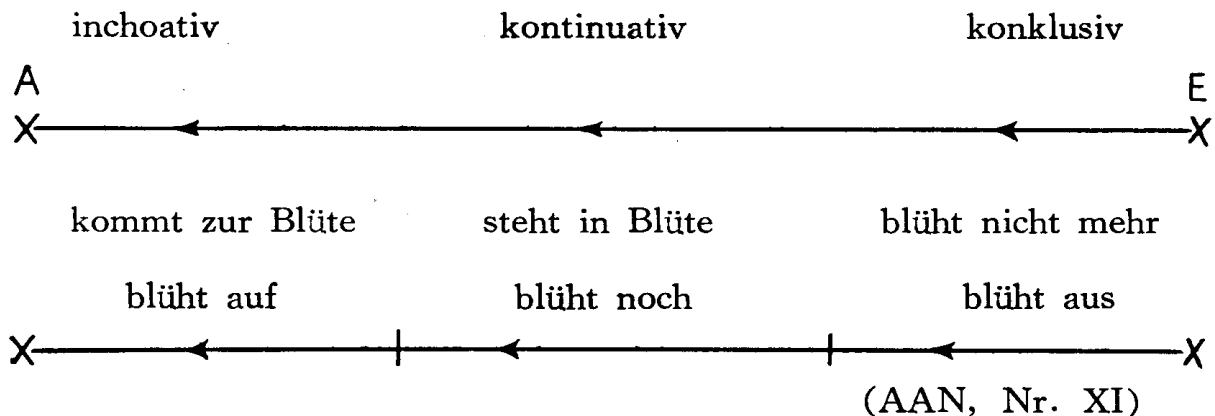 inchoativ kontinuativ konklusiv
A E
X X
kommt zur Blüte steht in Blüte blüht nicht mehr
blüht auf blüht noch blüht aus
X X
(AAN, Nr. XI)